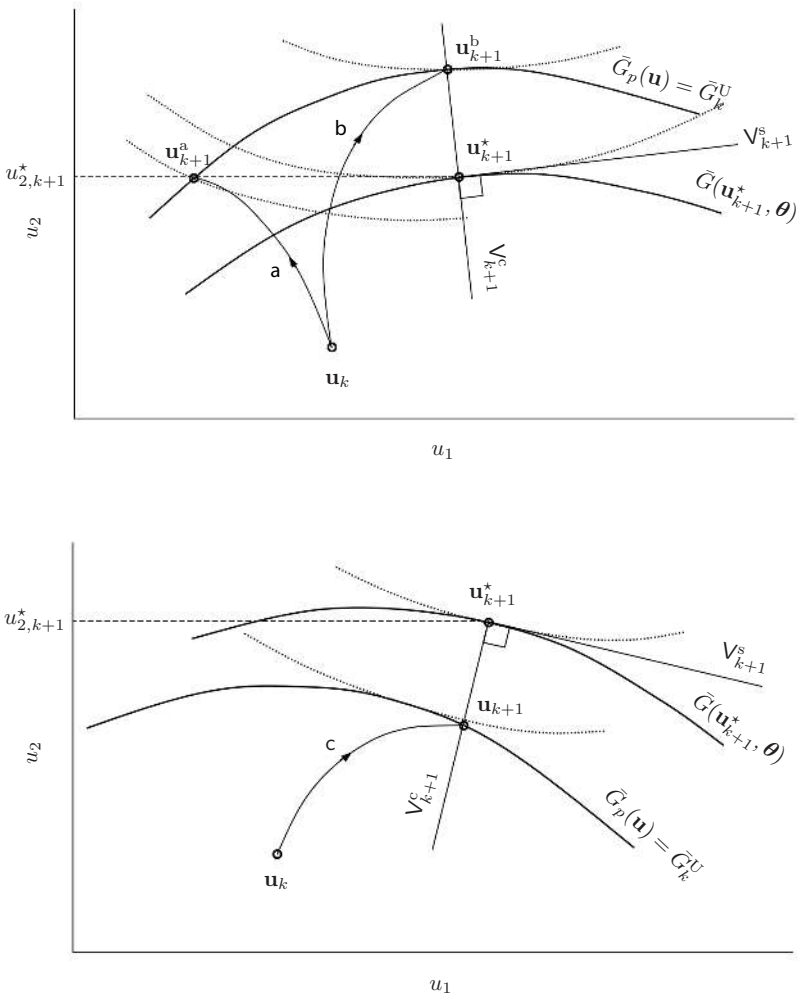 u^b_{k+1}
Ḡ_p(u) = Ḡ^U_k
b
u^a_{k+1}
u^⋆_{k+1}
V^s_{k+1}
u^⋆_{2,k+1}
Ḡ(u^⋆_{k+1}, θ)
u_2
a
V^c_{k+1}
u_k
u_1
u^⋆_{k+1}
u^⋆_{2,k+1}
V^s_{k+1}
u_{k+1}
Ḡ(u^⋆_{k+1}, θ)
u_2
c
V^c_{k+1}
Ḡ_p(u) = Ḡ^U_k
u_k
u_1